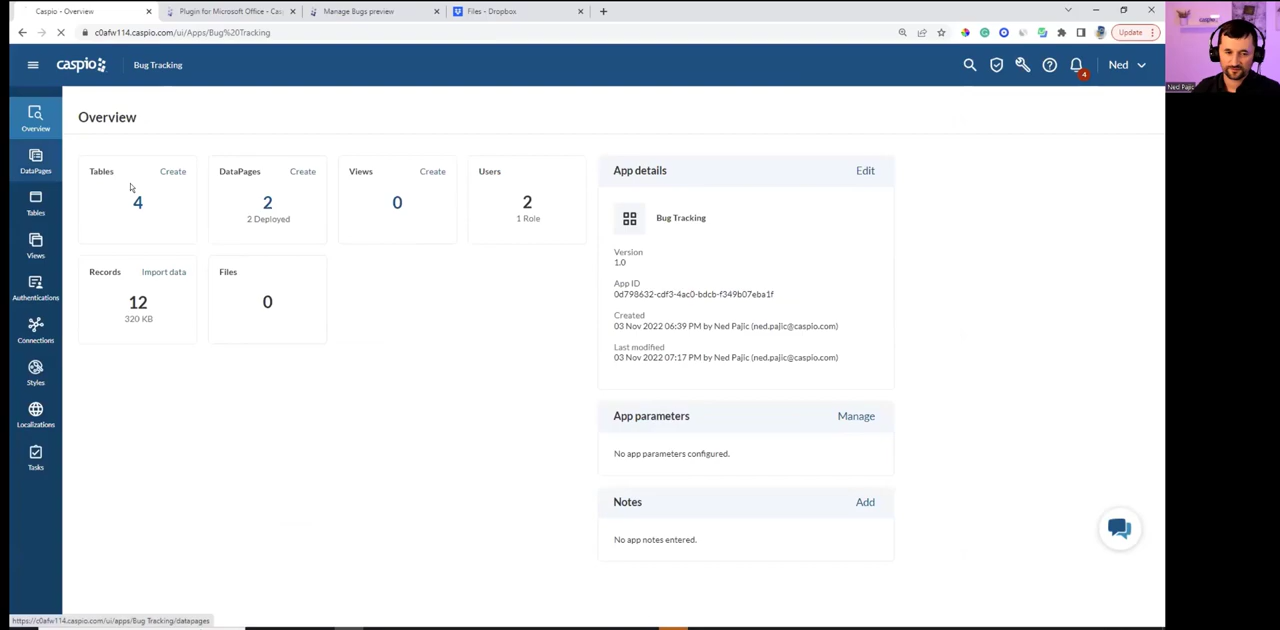 Caspio - Overview
Plugin for Microsoft Office - Cas
Manage Bugs preview
Files - Dropbox
c0afw114.caspio.com/ui/Apps/Bug%20Tracking
Update
caspio
Bug Tracking
4
Ned
Ned Pajic
Overview
DataPages
Tables
Views
Authentications
Connections
Styles
Localizations
Tasks
Overview
Tables Create
4
DataPages Create
2
2 Deployed
Views Create
0
Users
2
1 Role
Records Import data
12
320 KB
Files
0
App details Edit
Bug Tracking
Version
1.0
App ID
0d798632-cdf3-4ac0-bdcb-f349b07eba1f
Created
03 Nov 2022 06:39 PM by Ned Pajic (ned.pajic@caspio.com)
Last modified
03 Nov 2022 07:17 PM by Ned Pajic (ned.pajic@caspio.com)
App parameters Manage
No app parameters configured.
Notes Add
No app notes entered.
https://c0afw114.caspio.com/ui/apps/Bug Tracking/datapages